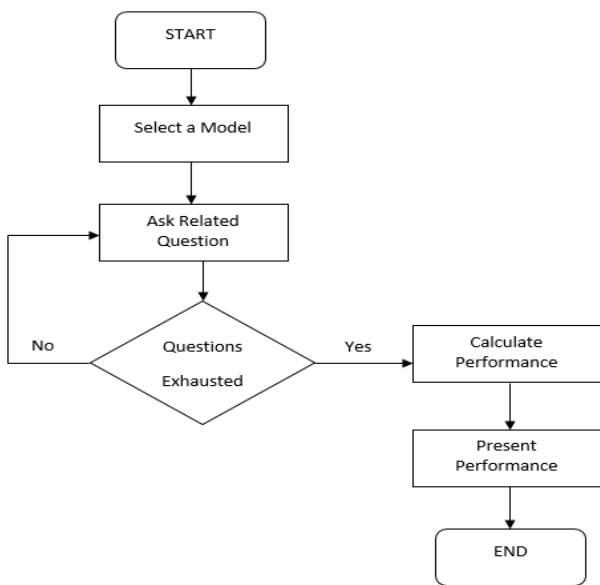 START
Select a Model
Ask Related
Question
Questions
Exhausted
No
Yes
Calculate
Performance
Present
Performance
END